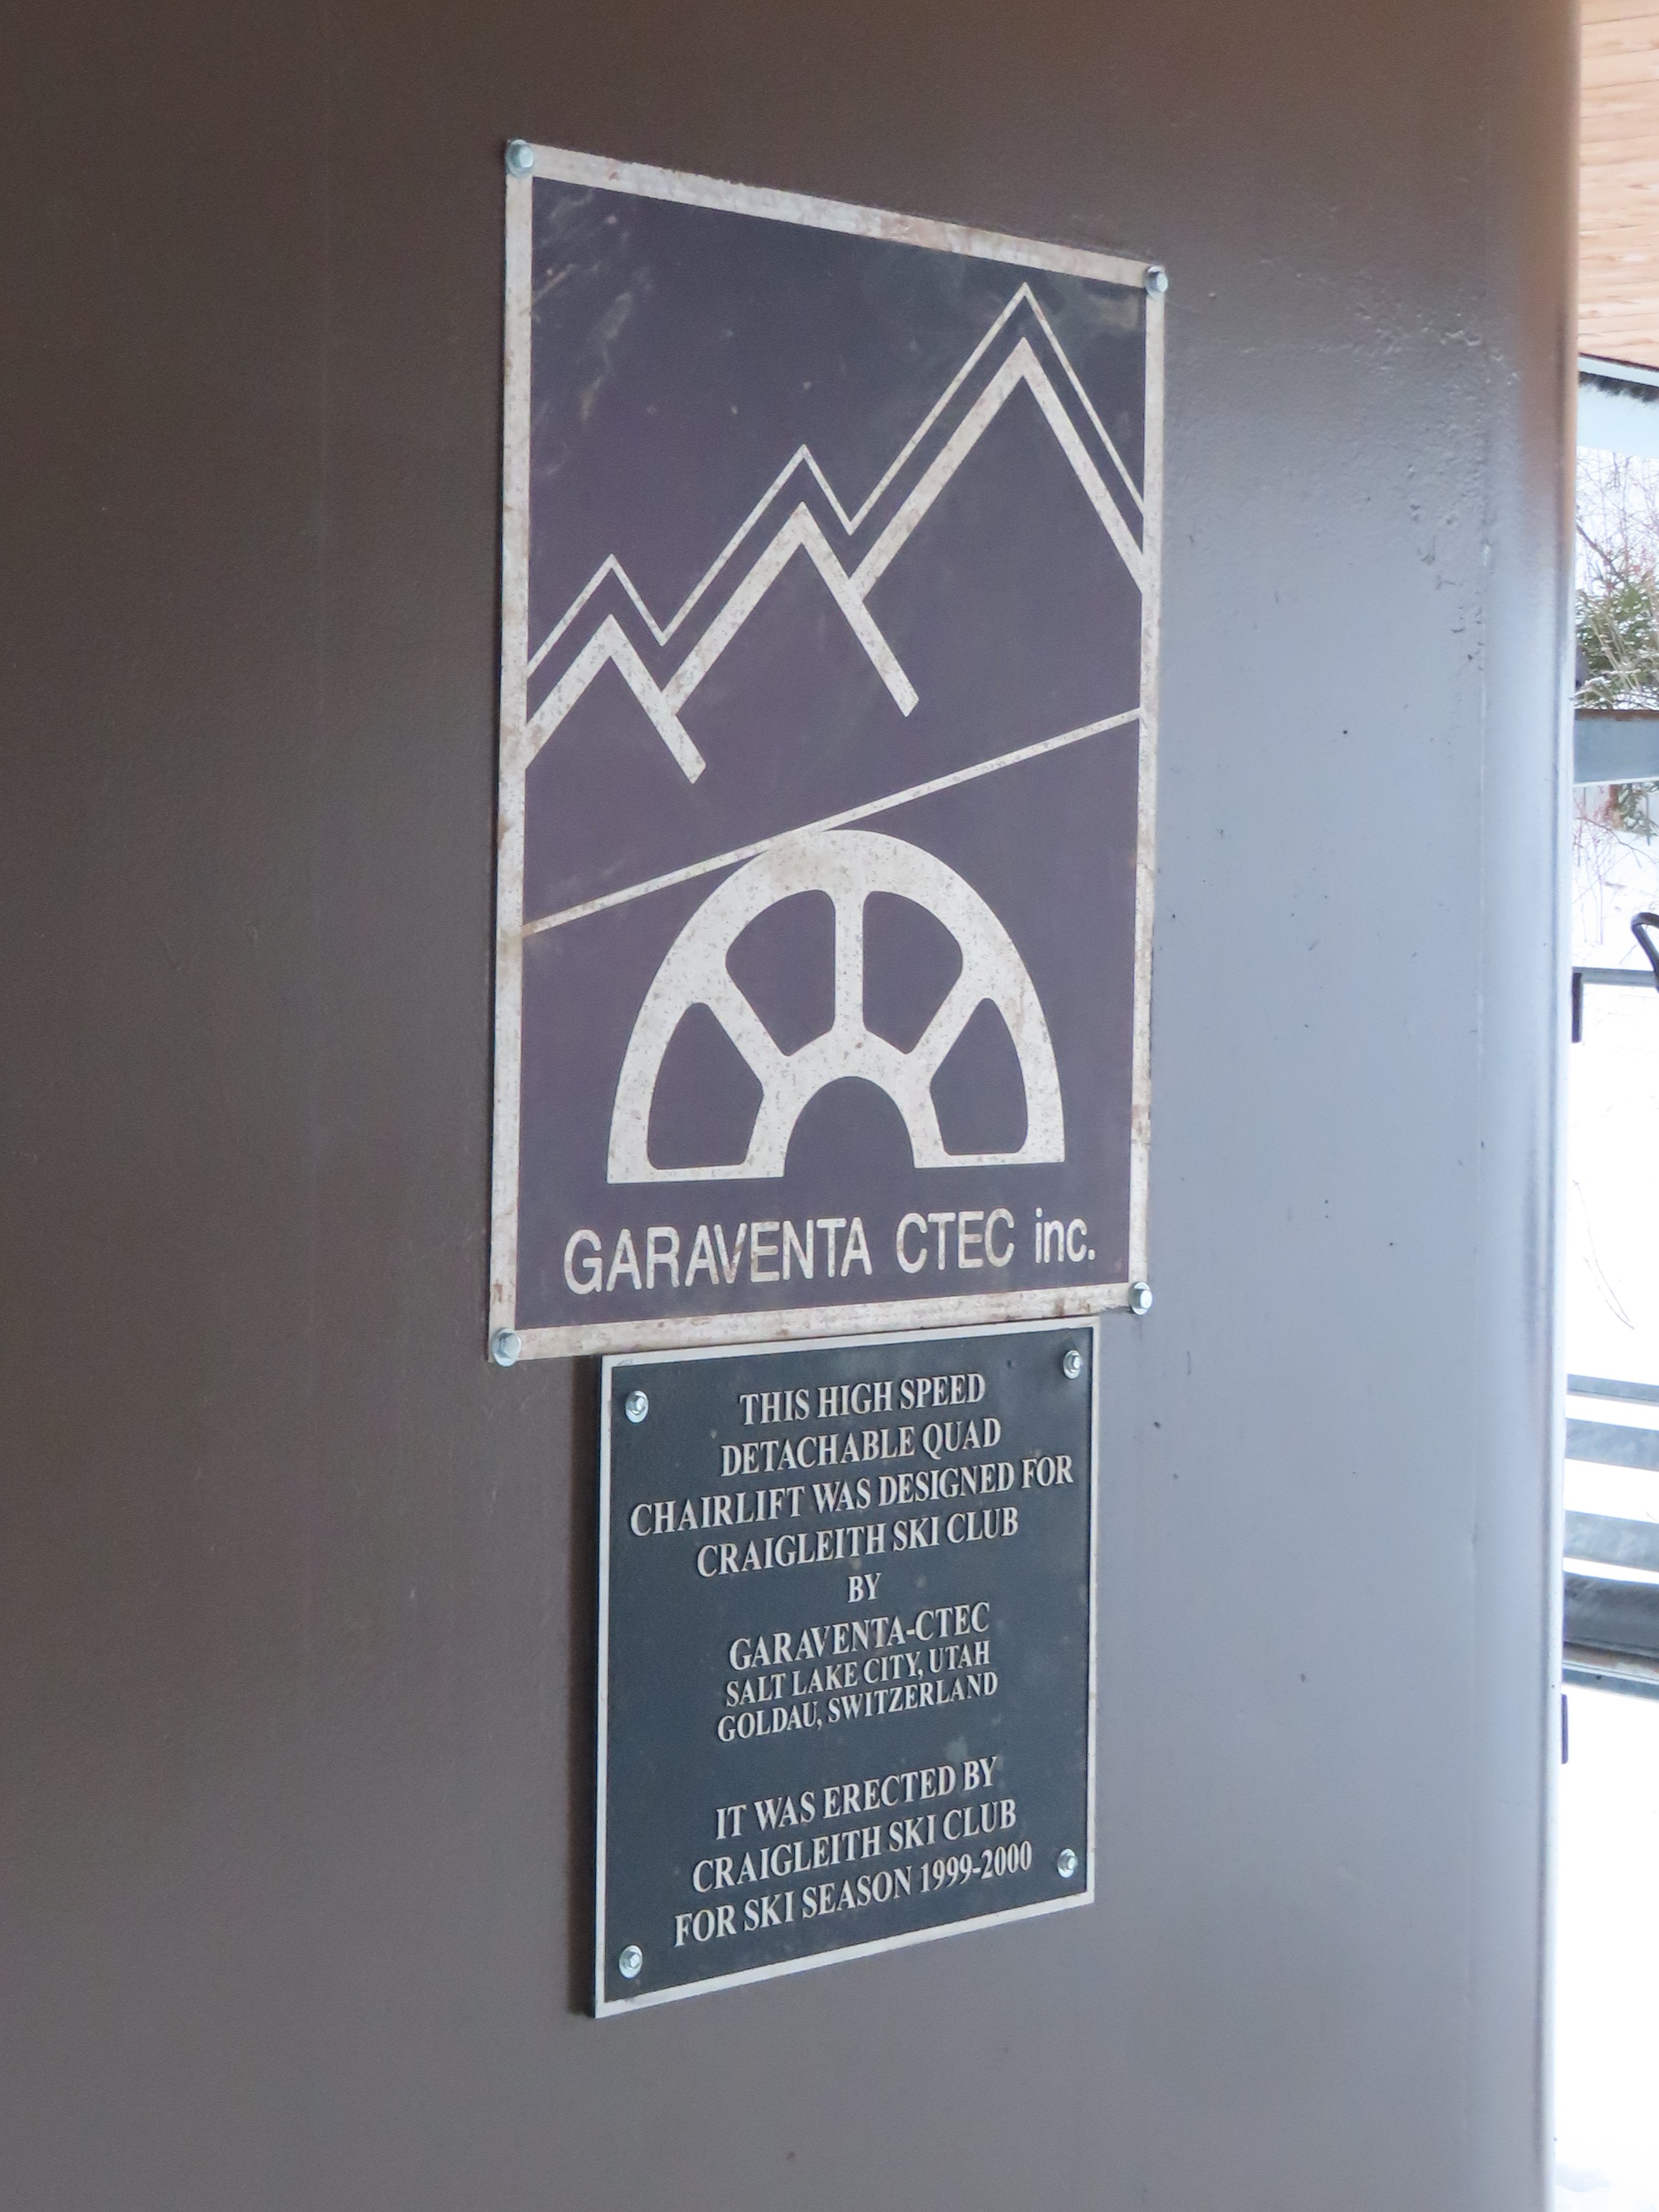 GARAVENTA CTEC inc.
THIS HIGH SPEED
DETACHABLE QUAD
CHAIRLIFT WAS DESIGNED FOR
CRAIGLEITH SKI CLUB
BY
GARAVENTA-CTEC
SALT LAKE CITY, UTAH
GOLDAU, SWITZERLAND
IT WAS ERECTED BY
CRAIGLEITH SKI CLUB
FOR SKI SEASON 1999-2000